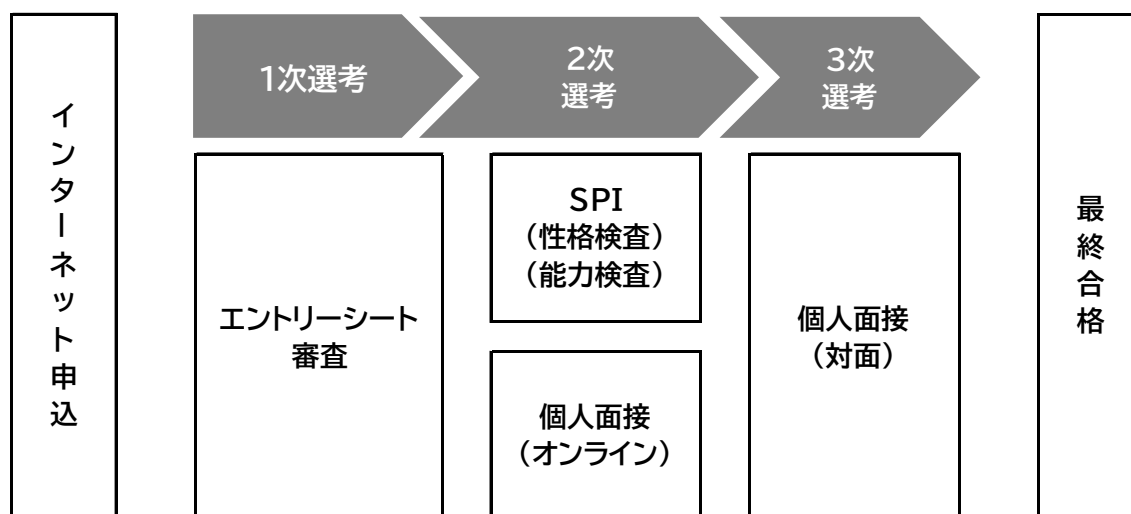 インターネット申込
1次選考
2次
選考
3次
選考
エントリーシート
審査
SPI
（性格検査）
（能力検査）
個人面接
（オンライン）
個人面接
（対面）
最終合格